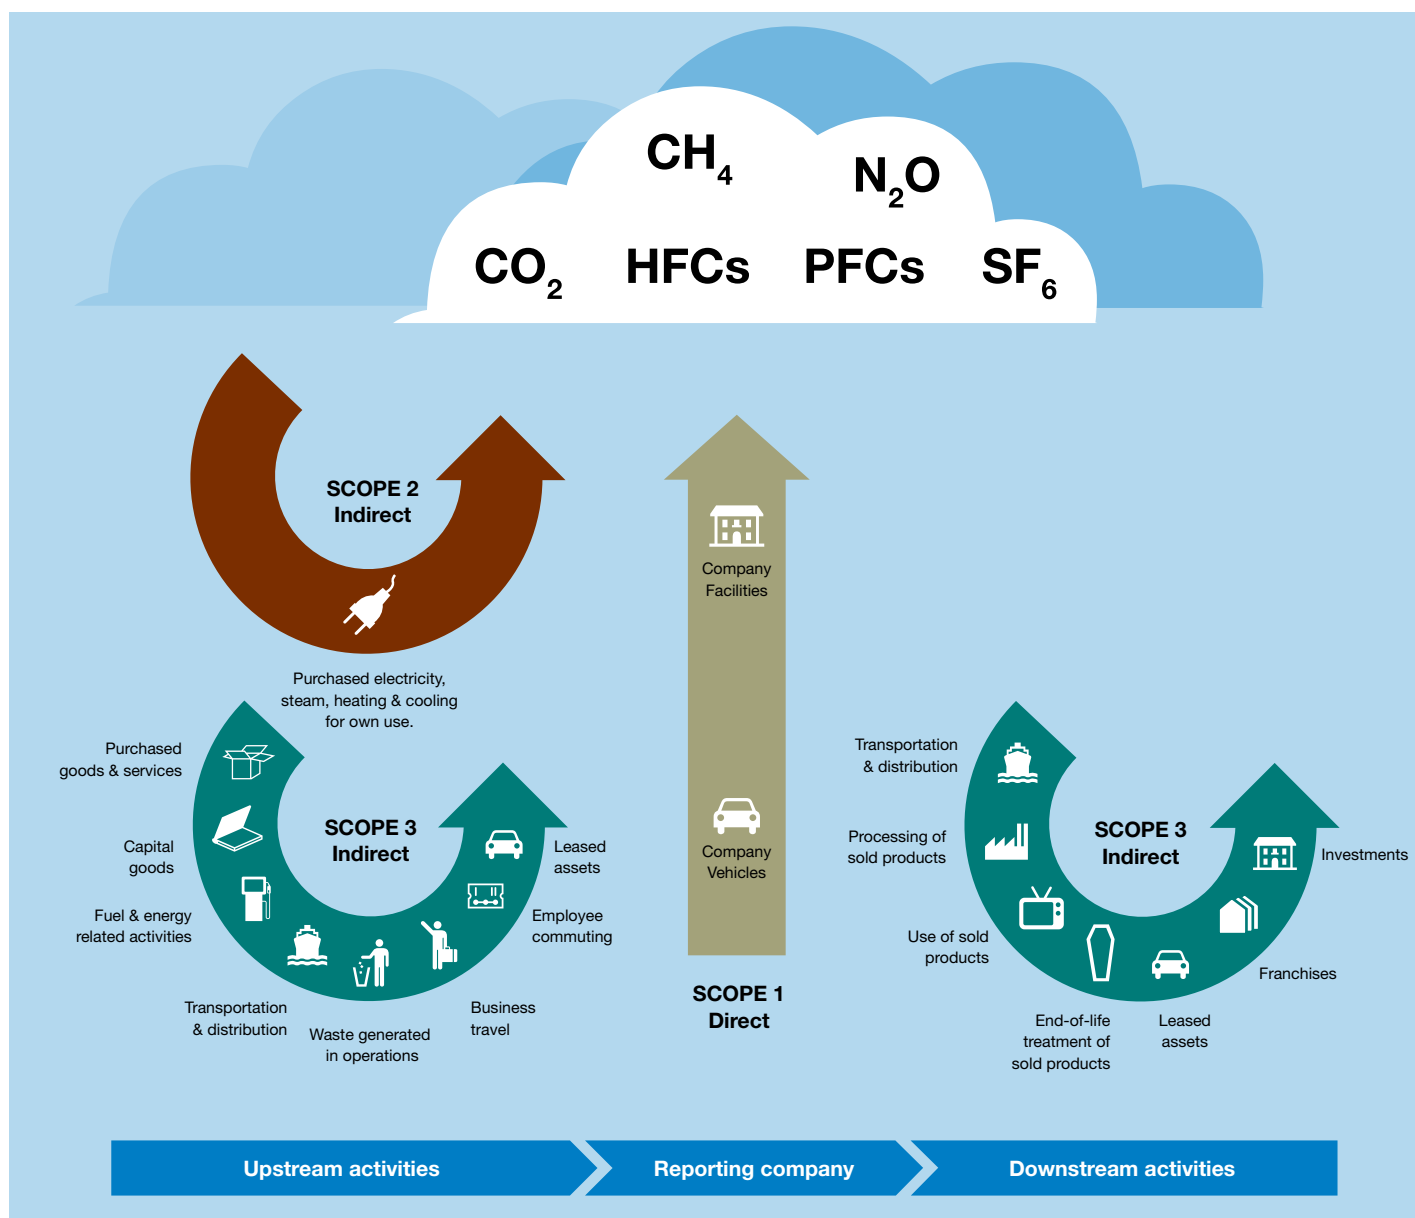 CH₄
N₂O
CO₂ HFCs PFCs SF₆
SCOPE 2
Indirect
Purchased electricity,
steam, heating & cooling
for own use.
Purchased
goods & services
Capital
goods
Fuel & energy
related activities
Transportation
& distribution
Waste generated
in operations
Business
travel
Employee
commuting
Leased
assets
SCOPE 3
Indirect
Company
Facilities
Company
Vehicles
SCOPE 1
Direct
Transportation
& distribution
Processing of
sold products
Use of sold
products
End-of-life
treatment of
sold products
Leased
assets
Franchises
Investments
SCOPE 3
Indirect
Upstream activities
Reporting company
Downstream activities